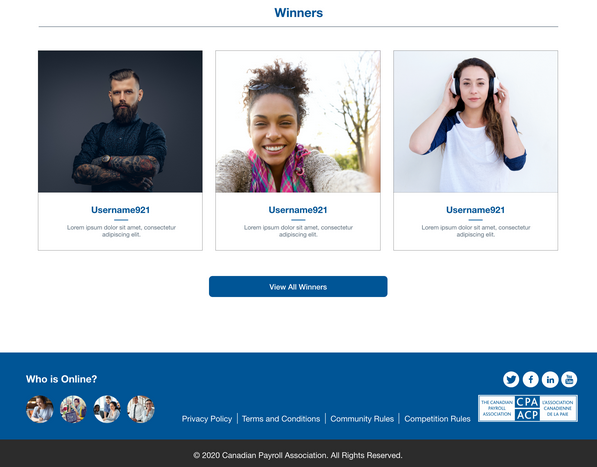 Winners
Username921
Lorem ipsum dolor sit amet, consectetur
adipiscing elit.
Username921
Lorem ipsum dolor sit amet, consectetur
adipiscing elit.
Username921
Lorem ipsum dolor sit amet, consectetur
adipiscing elit.
View All Winners
Who is Online?
f
in
You
Tube
THE CANADIAN
PAYROLL
ASSOCIATION
CPA
ACP
L'ASSOCIATION
CANADIENNE
DE LA PAIE
Privacy Policy | Terms and Conditions | Community Rules | Competition Rules
© 2020 Canadian Payroll Association. All Rights Reserved.